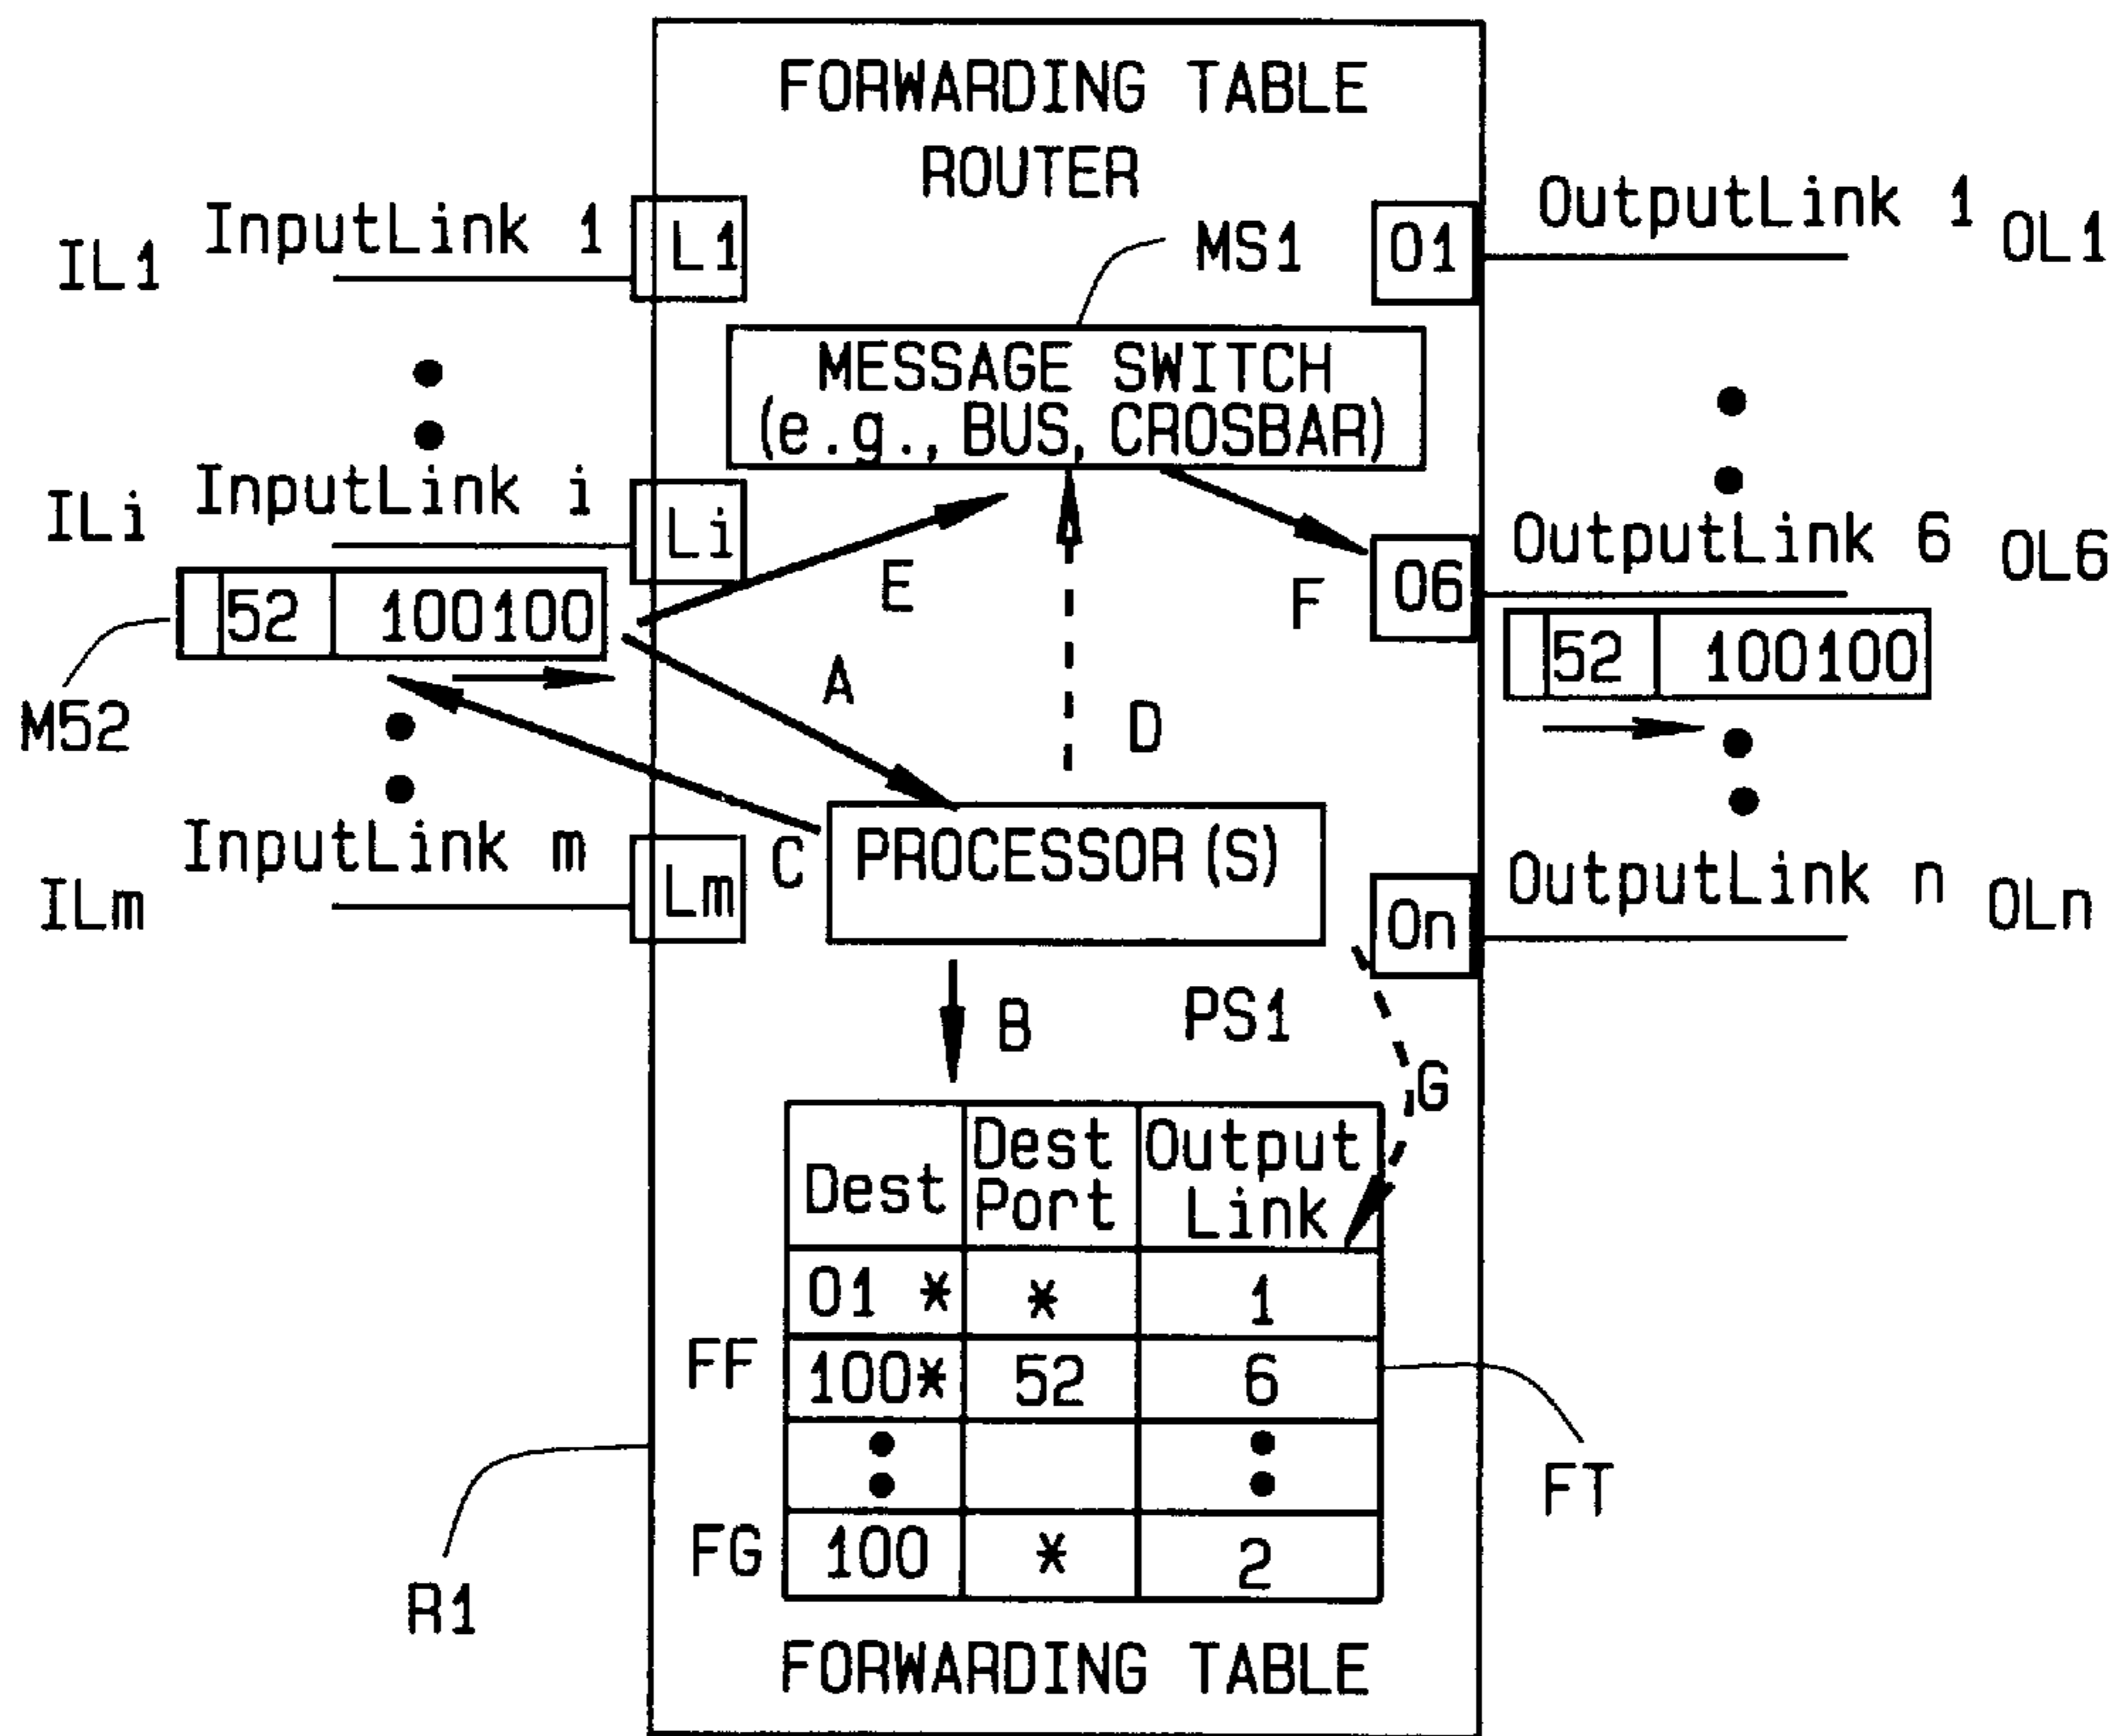 FORWARDING TABLE
ROUTER
InputLink 1
IL1
L1
MS1
O1
OutputLink 1
OL1
MESSAGE SWITCH
(e.g., BUS, CROSBAR)
InputLink i
ILi
Li
E
F
O6
OutputLink 6
OL6
52 100100
52 100100
M52
A
D
InputLink m
ILm
Lm
C
PROCESSOR(S)
On
OutputLink n
OLn
B
PS1
G
Dest
Dest Port
Output Link
01 * * 1
FF 100* 52 6
FT
FG 100 * 2
R1
FORWARDING TABLE